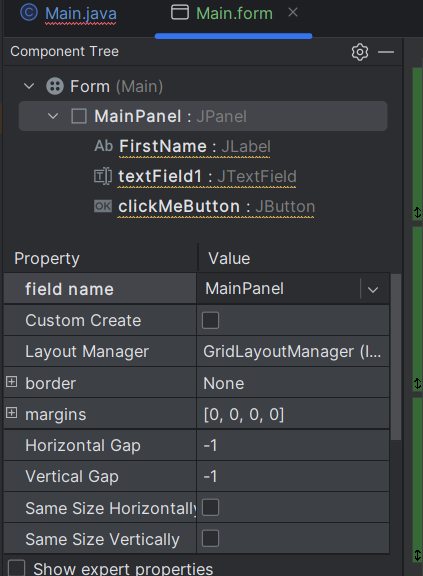 Main.java Main.form
Component Tree
Form (Main)
MainPanel : JPanel
Ab FirstName : JLabel
textField1 : JTextField
OK clickMeButton : JButton
Property Value
field name MainPanel
Custom Create
Layout Manager GridLayoutManager (I...
border None
margins [0, 0, 0, 0]
Horizontal Gap -1
Vertical Gap -1
Same Size Horizontally
Same Size Vertically
Show expert properties